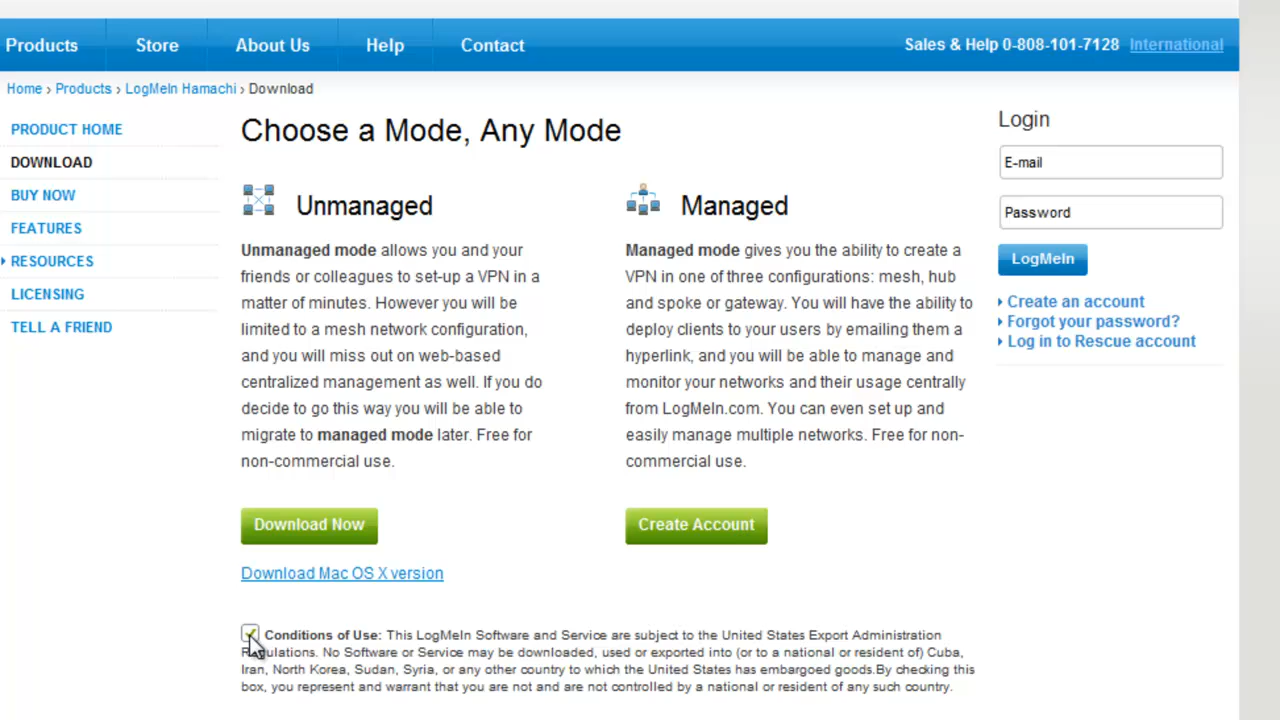 Products Store About Us Help Contact Sales & Help 0-808-101-7128 International
Home › Products › LogMeIn Hamachi › Download
PRODUCT HOME
DOWNLOAD
BUY NOW
FEATURES
RESOURCES
LICENSING
TELL A FRIEND
Choose a Mode, Any Mode
Unmanaged
Unmanaged mode allows you and your
friends or colleagues to set-up a VPN in a
matter of minutes. However you will be
limited to a mesh network configuration,
and you will miss out on web-based
centralized management as well. If you do
decide to go this way you will be able to
migrate to managed mode later. Free for
non-commercial use.
Download Now
Download Mac OS X version
Managed
Managed mode gives you the ability to create a
VPN in one of three configurations: mesh, hub
and spoke or gateway. You will have the ability to
deploy clients to your users by emailing them a
hyperlink, and you will be able to manage and
monitor your networks and their usage centrally
from LogMeIn.com. You can even set up and
easily manage multiple networks. Free for non-
commercial use.
Create Account
Conditions of Use: This LogMeIn Software and Service are subject to the United States Export Administration
Regulations. No Software or Service may be downloaded, used or exported into (or to a national or resident of) Cuba,
Iran, North Korea, Sudan, Syria, or any other country to which the United States has embargoed goods.By checking this
box, you represent and warrant that you are not and are not controlled by a national or resident of any such country.
Login
E-mail
Password
LogMeIn
Create an account
Forgot your password?
Log in to Rescue account